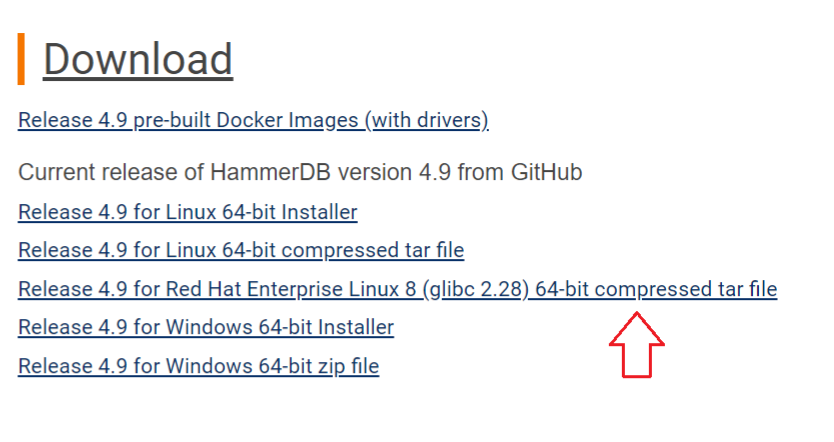 Download
Release 4.9 pre-built Docker Images (with drivers)
Current release of HammerDB version 4.9 from GitHub
Release 4.9 for Linux 64-bit Installer
Release 4.9 for Linux 64-bit compressed tar file
Release 4.9 for Red Hat Enterprise Linux 8 (glibc 2.28) 64-bit compressed tar file
Release 4.9 for Windows 64-bit Installer
Release 4.9 for Windows 64-bit zip file